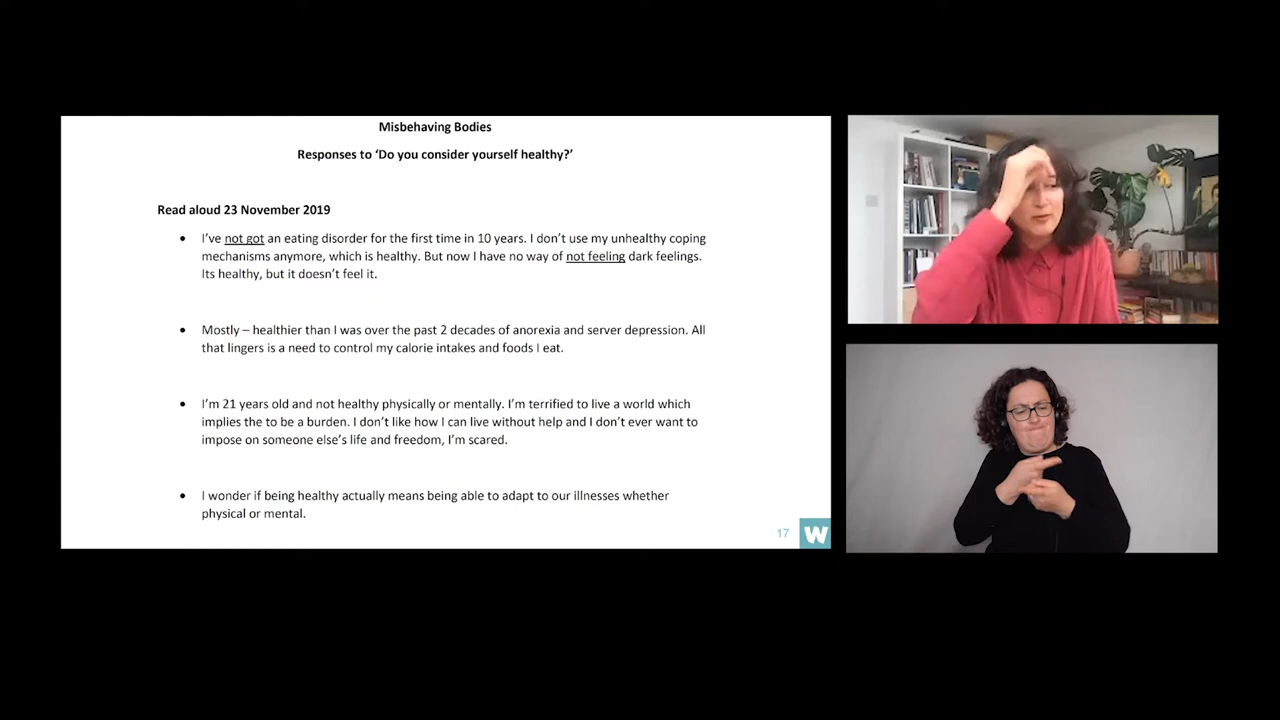 Misbehaving Bodies
Responses to ‘Do you consider yourself healthy?’
Read aloud 23 November 2019
• I’ve not got an eating disorder for the first time in 10 years. I don’t use my unhealthy coping
mechanisms anymore, which is healthy. But now I have no way of not feeling dark feelings.
Its healthy, but it doesn’t feel it.
• Mostly – healthier than I was over the past 2 decades of anorexia and server depression. All
that lingers is a need to control my calorie intakes and foods I eat.
• I’m 21 years old and not healthy physically or mentally. I’m terrified to live a world which
implies the to be a burden. I don’t like how I can live without help and I don’t ever want to
impose on someone else’s life and freedom, I’m scared.
• I wonder if being healthy actually means being able to adapt to our illnesses whether
physical or mental.
17 W